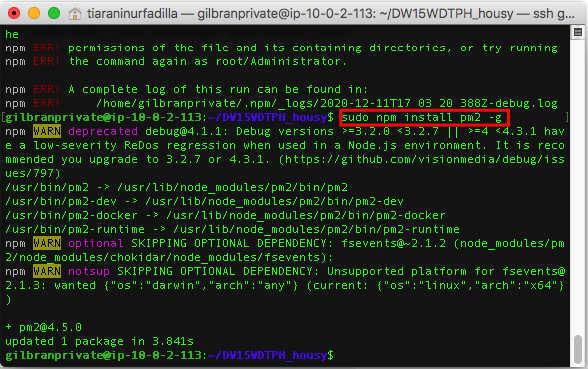 tiaraninurfadilla — gilbranprivate@ip-10-0-2-113: ~/DW15WDTPH_housy — ssh g...
he
npm ERR! permissions of the file and its containing directories, or try running
npm ERR! the command again as root/Administrator.
npm ERR! A complete log of this run can be found in:
npm ERR!     /home/gilbranprivate/.npm/_logs/2020-12-11T17_03_20_388Z-debug.log
[gilbranprivate@ip-10-0-2-113:~/DW15WDTPH_housy$ sudo npm install pm2 -g ]
npm WARN deprecated debug@4.1.1: Debug versions >=3.2.0 <3.2.7 || >=4 <4.3.1 hav
e a low-severity ReDos regression when used in a Node.js environment. It is reco
mmended you upgrade to 3.2.7 or 4.3.1. (https://github.com/visionmedia/debug/iss
ues/797)
/usr/bin/pm2 -> /usr/lib/node_modules/pm2/bin/pm2
/usr/bin/pm2-dev -> /usr/lib/node_modules/pm2/bin/pm2-dev
/usr/bin/pm2-docker -> /usr/lib/node_modules/pm2/bin/pm2-docker
/usr/bin/pm2-runtime -> /usr/lib/node_modules/pm2/bin/pm2-runtime
npm WARN optional SKIPPING OPTIONAL DEPENDENCY: fsevents@~2.1.2 (node_modules/pm
2/node_modules/chokidar/node_modules/fsevents):
npm WARN notsup SKIPPING OPTIONAL DEPENDENCY: Unsupported platform for fsevents@
2.1.3: wanted {"os":"darwin","arch":"any"} (current: {"os":"linux","arch":"x64"}
)
+ pm2@4.5.0
updated 1 package in 3.841s
gilbranprivate@ip-10-0-2-113:~/DW15WDTPH_housy$